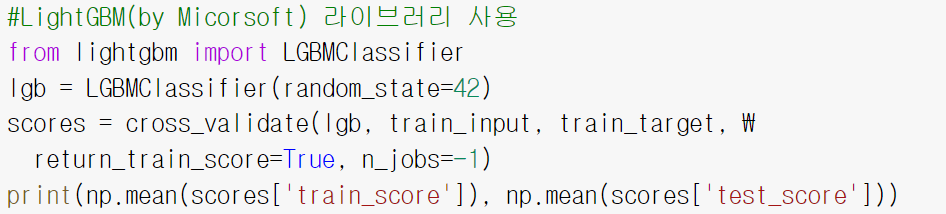 #LightGBM(by Micorsoft) 라이브러리 사용
from lightgbm import LGBMClassifier
lgb = LGBMClassifier(random_state=42)
scores = cross_validate(lgb, train_input, train_target, ₩
  return_train_score=True, n_jobs=-1)
print(np.mean(scores['train_score']), np.mean(scores['test_score']))